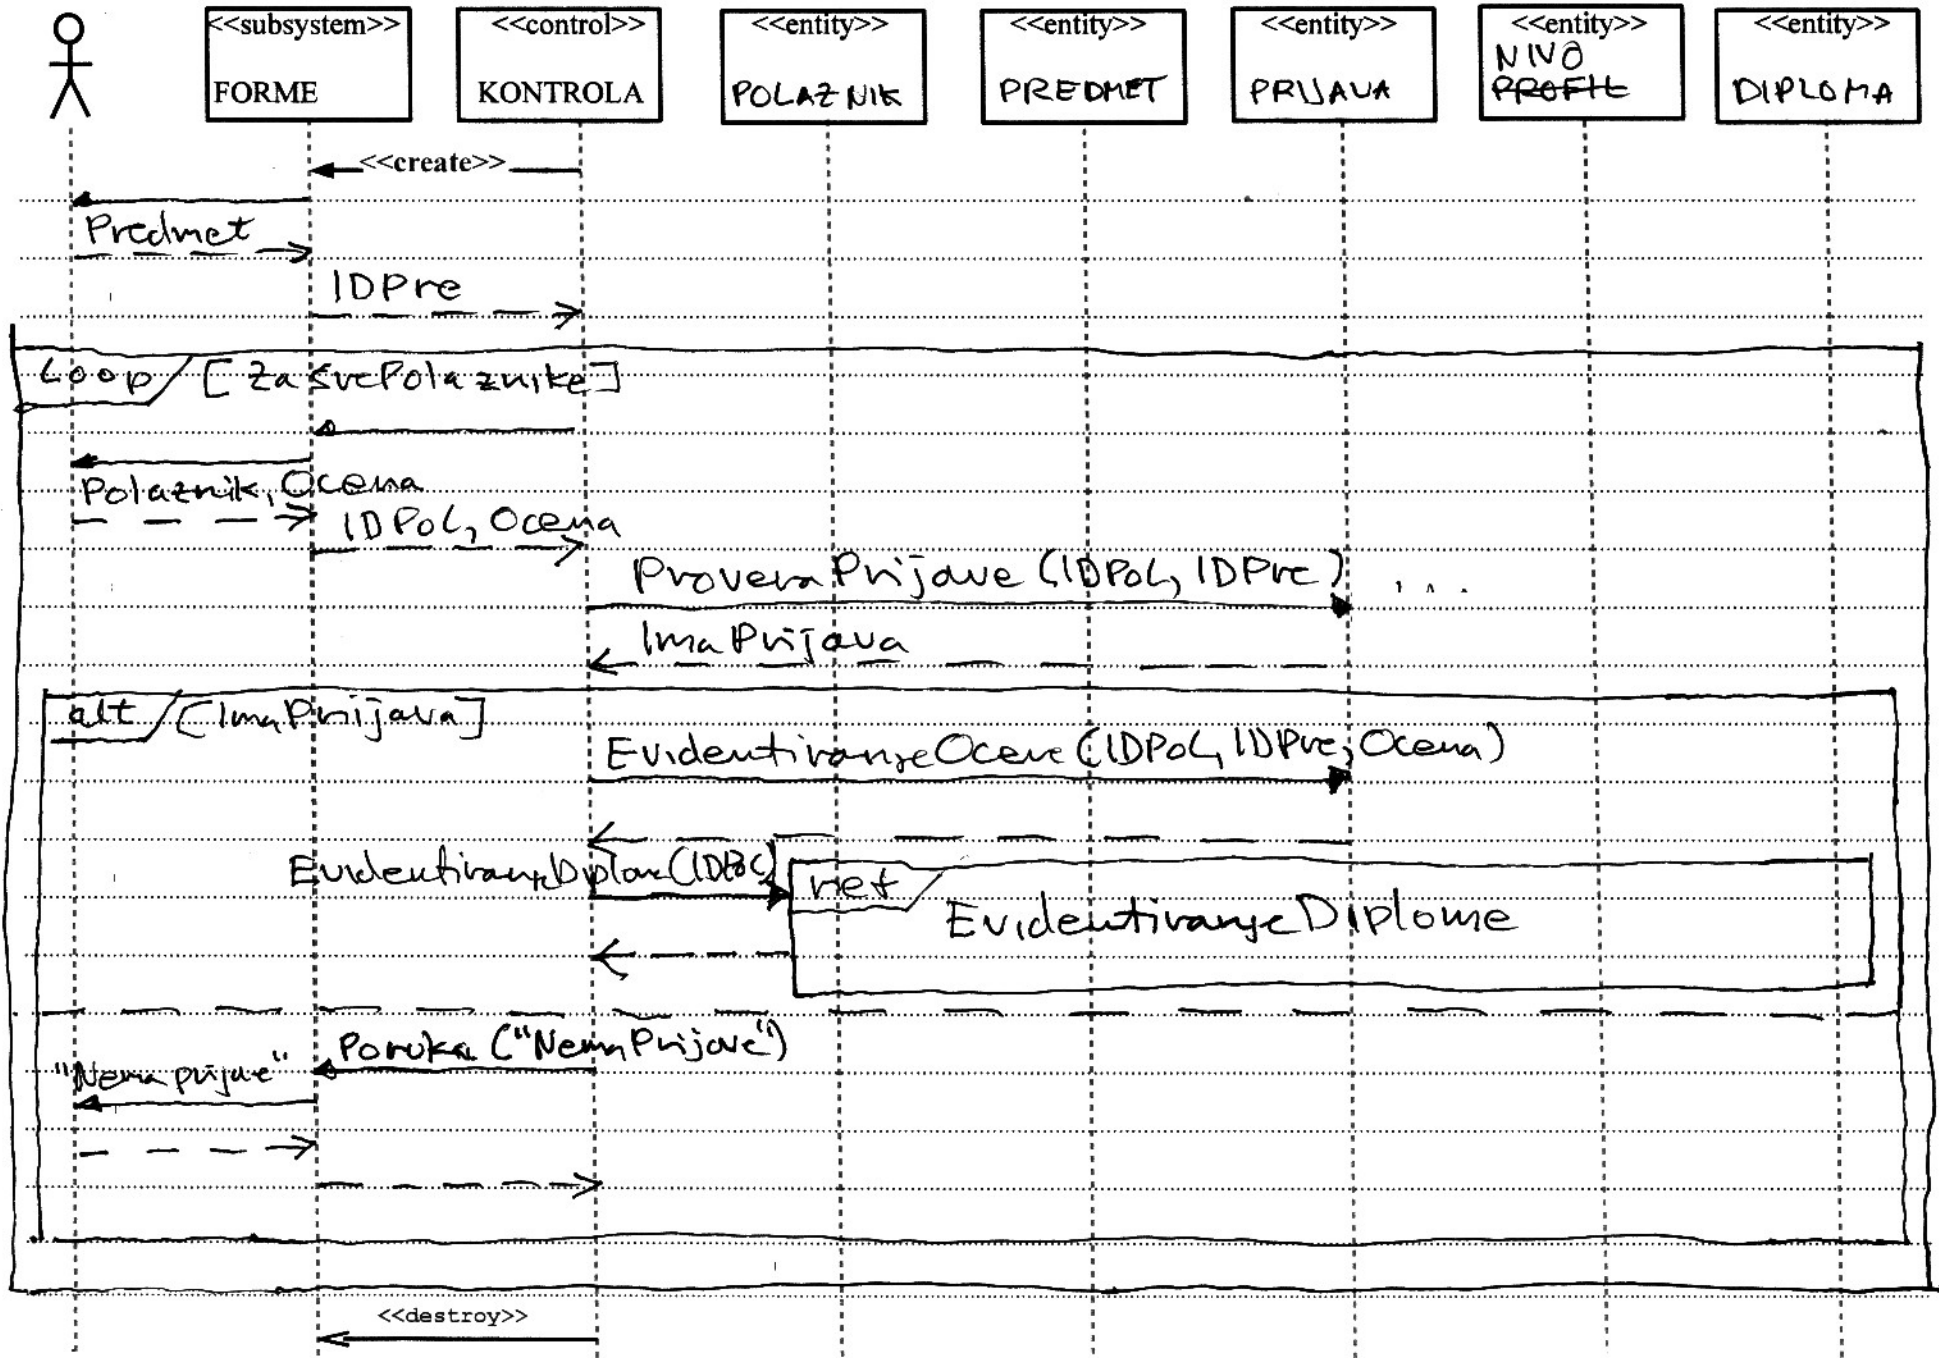 <<subsystem>>
FORME
<<control>>
KONTROLA
<<entity>>
POLAZNIK
<<entity>>
PREDMET
<<entity>>
PRIJAVA
<<entity>>
NIVO
PROFIL
<<entity>>
DIPLOMA
<<create>>
Predmet
IDPre
Loop [ZaSvePolaznike]
Polaznik, Ocena
IDPol, Ocena
ProveraPrijave (IDPol, IDPre)
ImaPrijava
alt [ImaPrijava]
EvidentiranjeOcene (IDPol, IDPre, Ocena)
EvidentiranjeDiplome (IDPol)
ref
EvidentiranjeDiplome
Poruka ("NemaPrijave")
"Nema prijave"
<<destroy>>